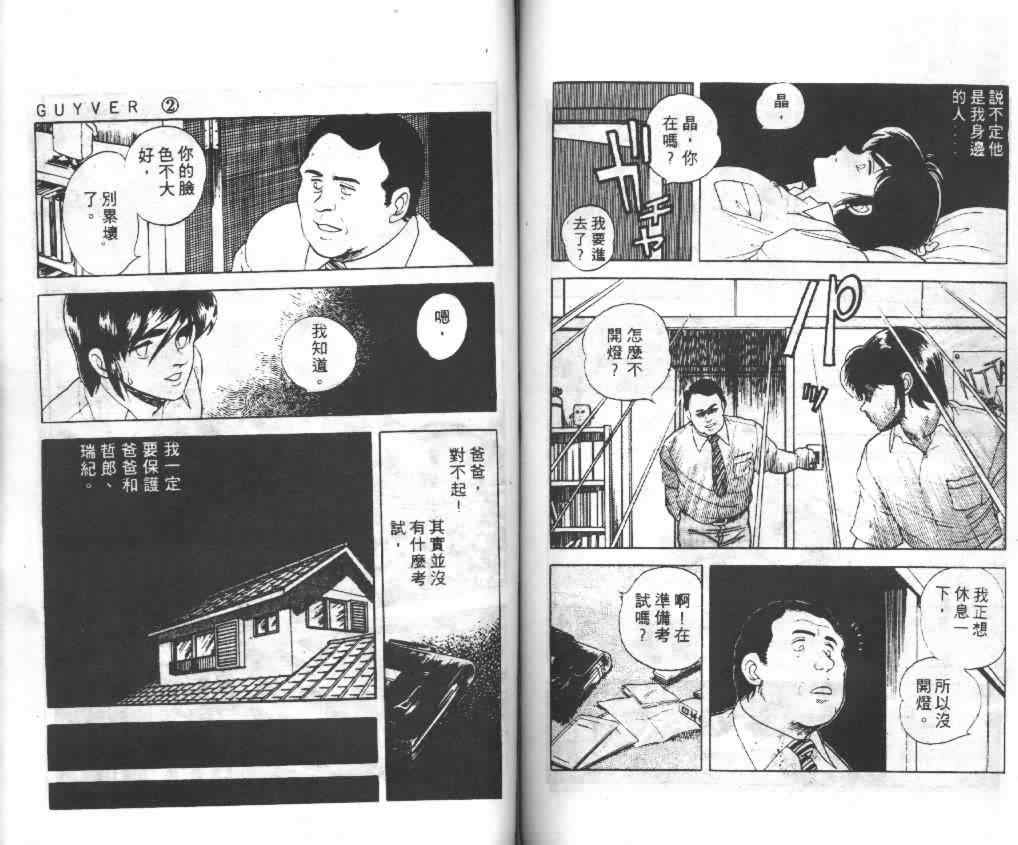 說不定他
是我身邊
的人....
晶，
晶，你
在嗎？
ガチャ
我要進
去了？
怎麼不
開燈？
我正想
休息一
下，
所以沒
開燈。
啊！在
準備考
試嗎？
GUYVER ②
你的臉
色不大
好，
別累壞
了。
嗯，
我知道。
爸爸，
對不起！
其實並沒
有什麼考
試，
我一定
要保護
爸爸和
哲郎、
瑞紀。